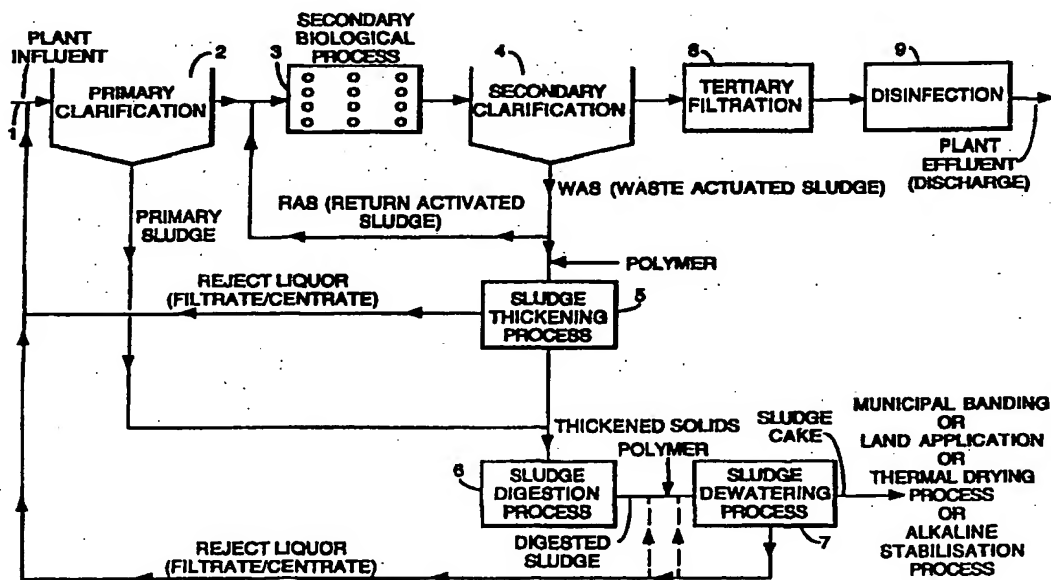 PLANT
INFLUENT
2
PRIMARY
CLARIFICATION
1
SECONDARY
BIOLOGICAL
PROCESS
3
4
SECONDARY
CLARIFICATION
8
TERTIARY
FILTRATION
9
DISINFECTION
PLANT
EFFLUENT
(DISCHARGE)
WAS (WASTE ACTUATED SLUDGE)
RAS (RETURN ACTIVATED
SLUDGE)
PRIMARY
SLUDGE
POLYMER
REJECT LIQUOR
(FILTRATE/CENTRATE)
SLUDGE
THICKENING
PROCESS
5
THICKENED SOLIDS
POLYMER
SLUDGE
CAKE
MUNICIPAL BANDING
OR
LAND APPLICATION
OR
THERMAL DRYING
PROCESS
OR
ALKALINE
STABILISATION
PROCESS
6
SLUDGE
DIGESTION
PROCESS
SLUDGE
DEWATERING
PROCESS
7
DIGESTED
SLUDGE
REJECT LIQUOR
(FILTRATE/CENTRATE)